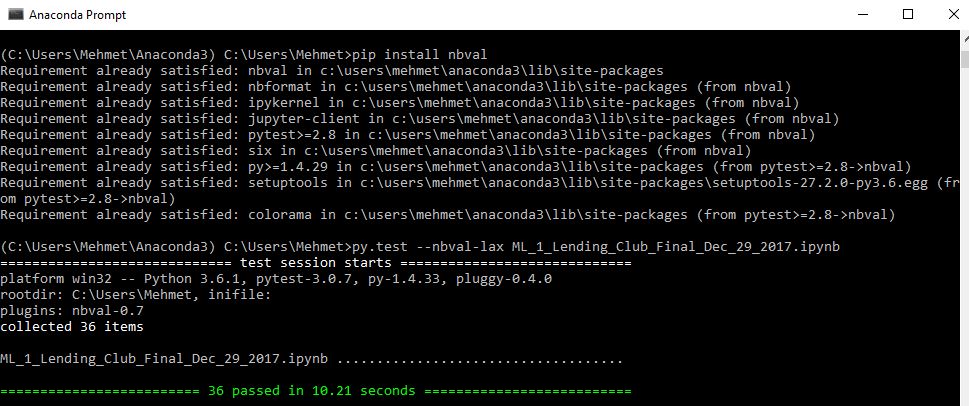 Anaconda Prompt
(C:\Users\Mehmet\Anaconda3) C:\Users\Mehmet>pip install nbval
Requirement already satisfied: nbval in c:\users\mehmet\anaconda3\lib\site-packages
Requirement already satisfied: nbformat in c:\users\mehmet\anaconda3\lib\site-packages (from nbval)
Requirement already satisfied: ipykernel in c:\users\mehmet\anaconda3\lib\site-packages (from nbval)
Requirement already satisfied: jupyter-client in c:\users\mehmet\anaconda3\lib\site-packages (from nbval)
Requirement already satisfied: pytest>=2.8 in c:\users\mehmet\anaconda3\lib\site-packages (from nbval)
Requirement already satisfied: six in c:\users\mehmet\anaconda3\lib\site-packages (from nbval)
Requirement already satisfied: py>=1.4.29 in c:\users\mehmet\anaconda3\lib\site-packages (from pytest>=2.8->nbval)
Requirement already satisfied: setuptools in c:\users\mehmet\anaconda3\lib\site-packages\setuptools-27.2.0-py3.6.egg (fr
om pytest>=2.8->nbval)
Requirement already satisfied: colorama in c:\users\mehmet\anaconda3\lib\site-packages (from pytest>=2.8->nbval)
(C:\Users\Mehmet\Anaconda3) C:\Users\Mehmet>py.test --nbval-lax ML_1_Lending_Club_Final_Dec_29_2017.ipynb
============================= test session starts =============================
platform win32 -- Python 3.6.1, pytest-3.0.7, py-1.4.33, pluggy-0.4.0
rootdir: C:\Users\Mehmet, inifile:
plugins: nbval-0.7
collected 36 items
ML_1_Lending_Club_Final_Dec_29_2017.ipynb ....................................
========================= 36 passed in 10.21 seconds ==========================